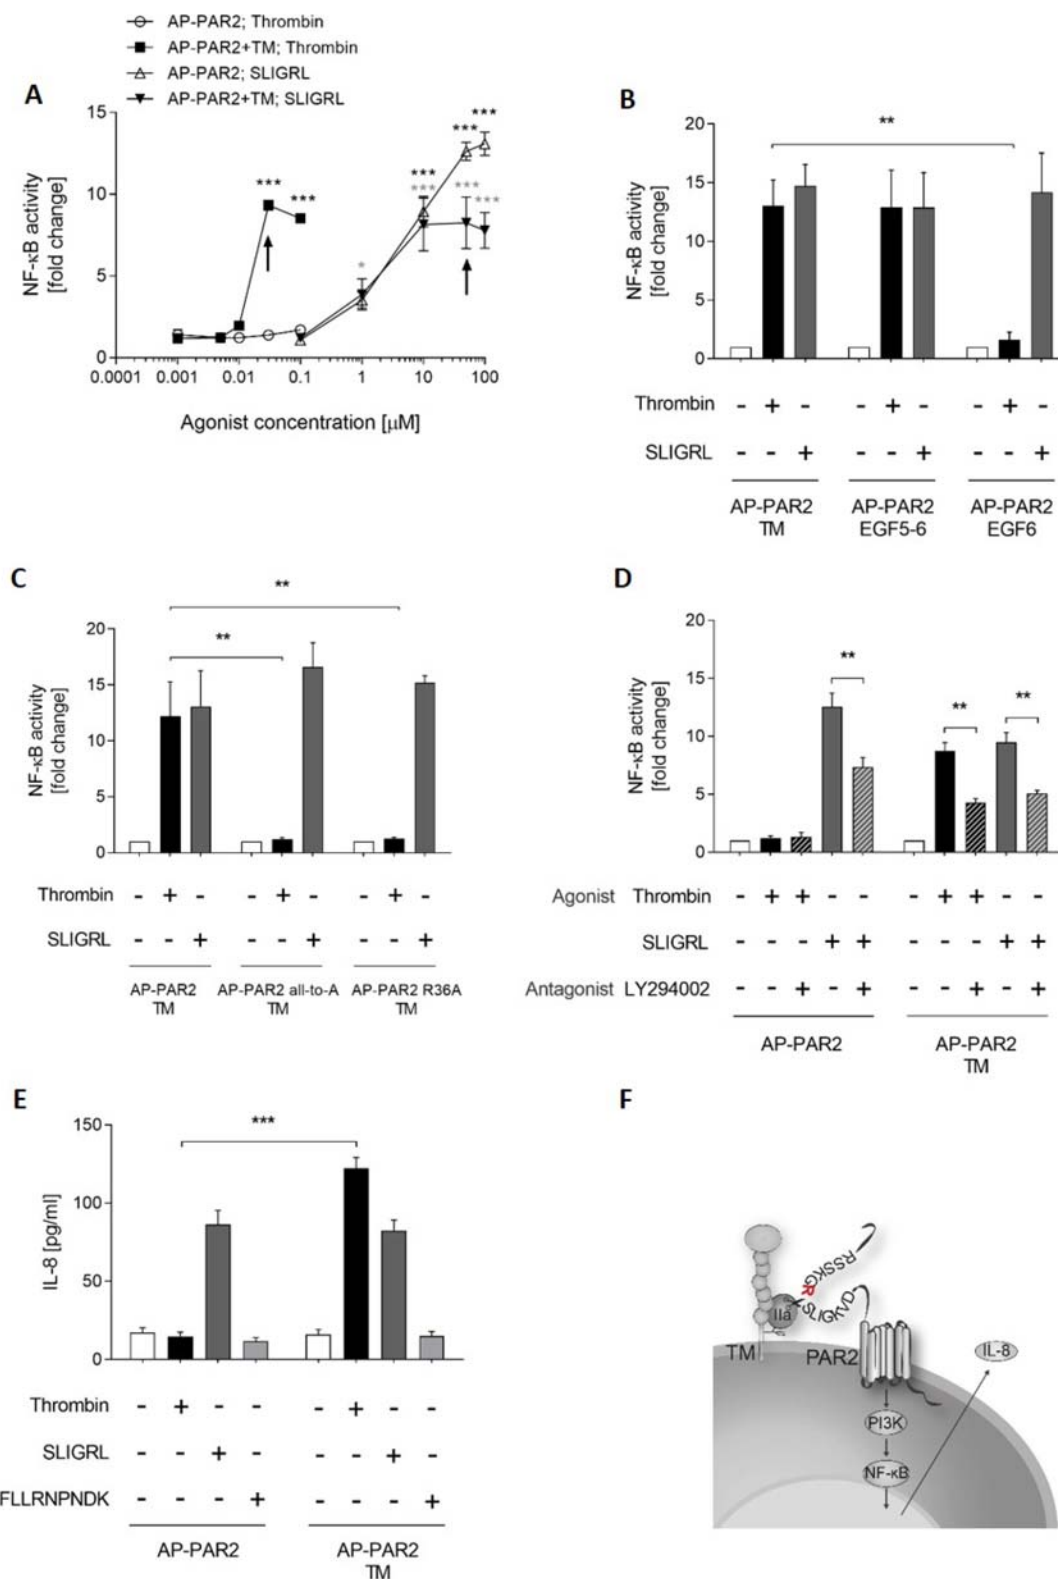 AP-PAR2; Thrombin
AP-PAR2+TM; Thrombin
AP-PAR2; SLIGRL
AP-PAR2+TM; SLIGRL
A
NF-κB activity
[fold change]
15
10
5
0
*** *** * *** *** *** *** *** ***
0.0001 0.001 0.01 0.1 1 10 100
Agonist concentration [μM]
B
NF-κB activity
[fold change]
20
15
10
5
0
**
Thrombin - + - - + - - + -
SLIGRL - - + - - + - - +
AP-PAR2 AP-PAR2 AP-PAR2
TM EGF5-6 EGF6
C
NF-κB activity
[fold change]
20
15
10
5
0
**
**
Thrombin - + - - + - - + -
SLIGRL - - + - - + - - +
AP-PAR2 AP-PAR2 all-to-A AP-PAR2 R36A
TM TM TM
D
NF-κB activity
[fold change]
20
15
10
5
0
** ** **
Agonist Thrombin - + + - - - + + - -
SLIGRL - - - + + - - - + +
Antagonist LY294002 - - + - + - - + - +
AP-PAR2 AP-PAR2
TM
E
IL-8 [pg/ml]
150
100
50
0
***
Thrombin - + - - - + - -
SLIGRL - - + - - - + -
FLLRNPNDK - - - + - - - +
AP-PAR2 AP-PAR2
TM
F
RSSKGR
SLIGKVD
IIa
TM
PAR2
IL-8
PI3K
NF-κB